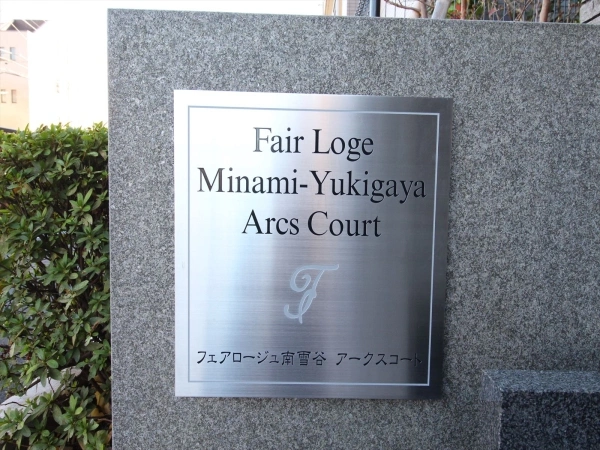 Fair Loge
Minami-Yukigaya
Arcs Court
フェアロージュ南雪谷 アークスコート